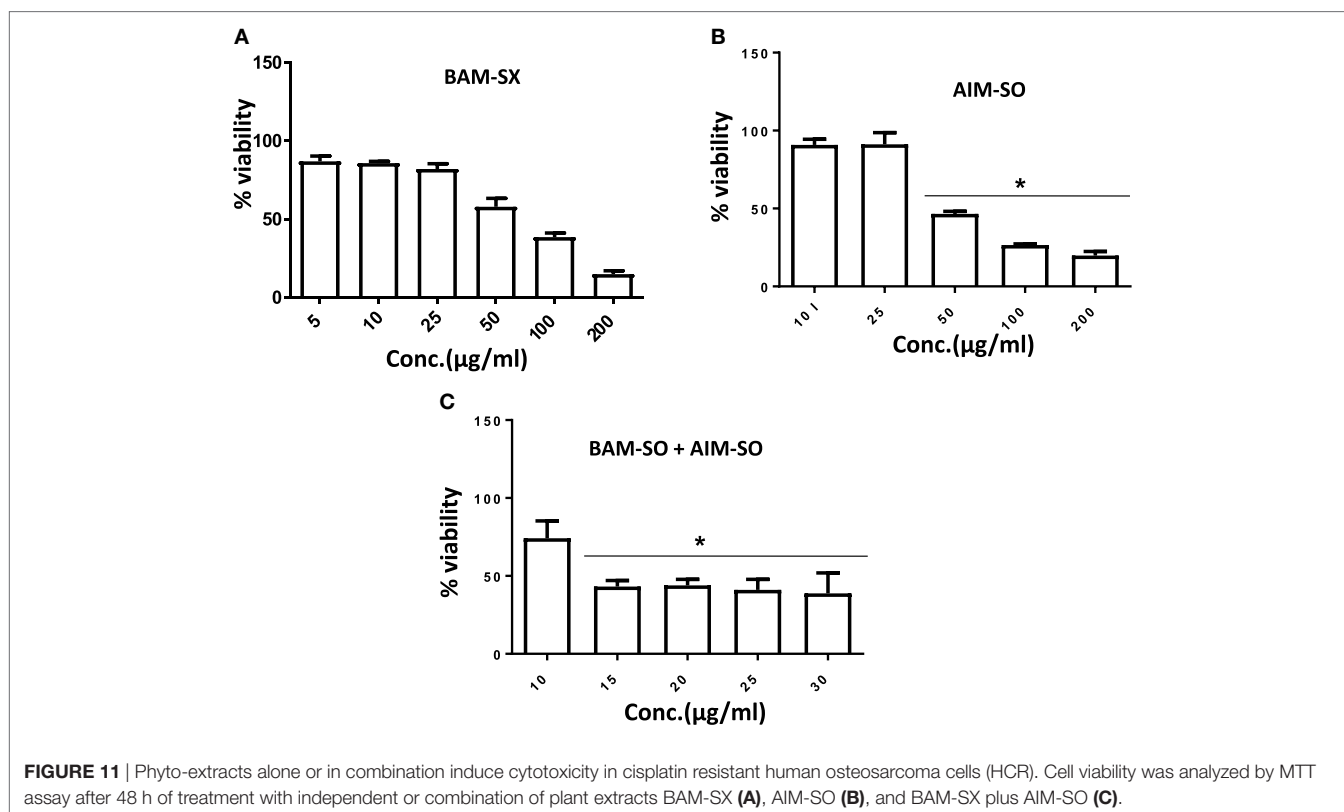 A
150
100
50
0
% viability
BAM-SX
5
10
25
50
100
200
Conc.(µg/ml)
B
150
100
50
0
% viability
AIM-SO
*
10 I
25
50
100
200
Conc.(µg/ml)
C
150
100
50
0
% viability
BAM-SO + AIM-SO
*
10
15
20
25
30
Conc.(µg/ml)
FIGURE 11 | Phyto-extracts alone or in combination induce cytotoxicity in cisplatin resistant human osteosarcoma cells (HCR). Cell viability was analyzed by MTT
assay after 48 h of treatment with independent or combination of plant extracts BAM-SX (A), AIM-SO (B), and BAM-SX plus AIM-SO (C).